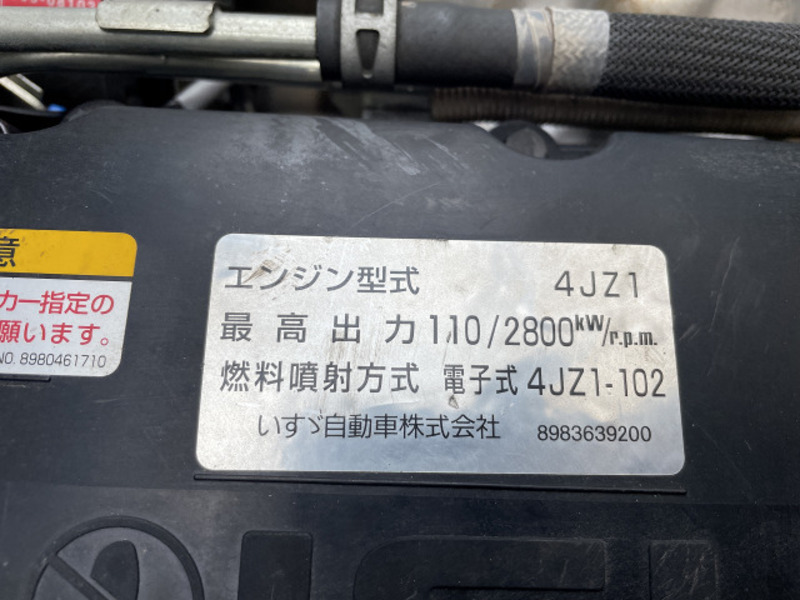 意
カー指定の
願います。
NO. 8980461710
エンジン型式 4JZ1
最高出力 110/2800kW/r.p.m.
燃料噴射方式 電子式 4JZ1-102
いすゞ自動車株式会社 8983639200